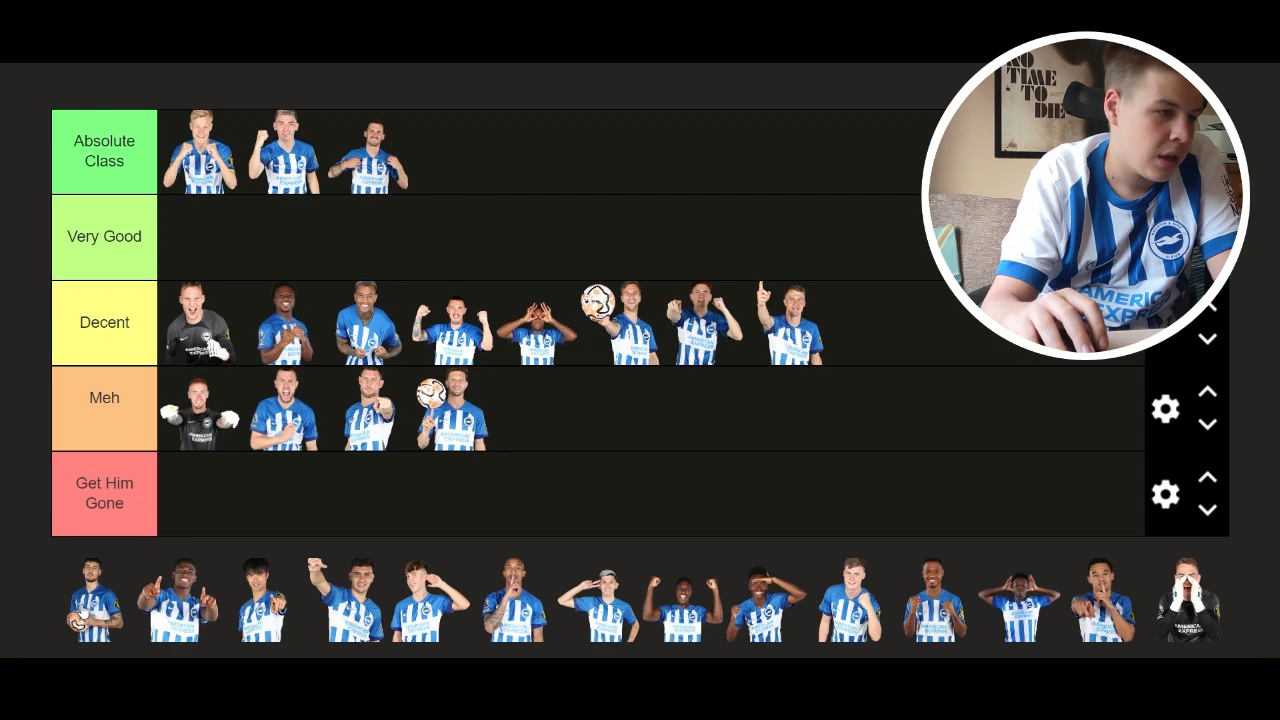 NO
TIME
TO
DIE
Absolute
Class
Very Good
Decent
Meh
Get Him
Gone
AMERICAN
EXPRESS